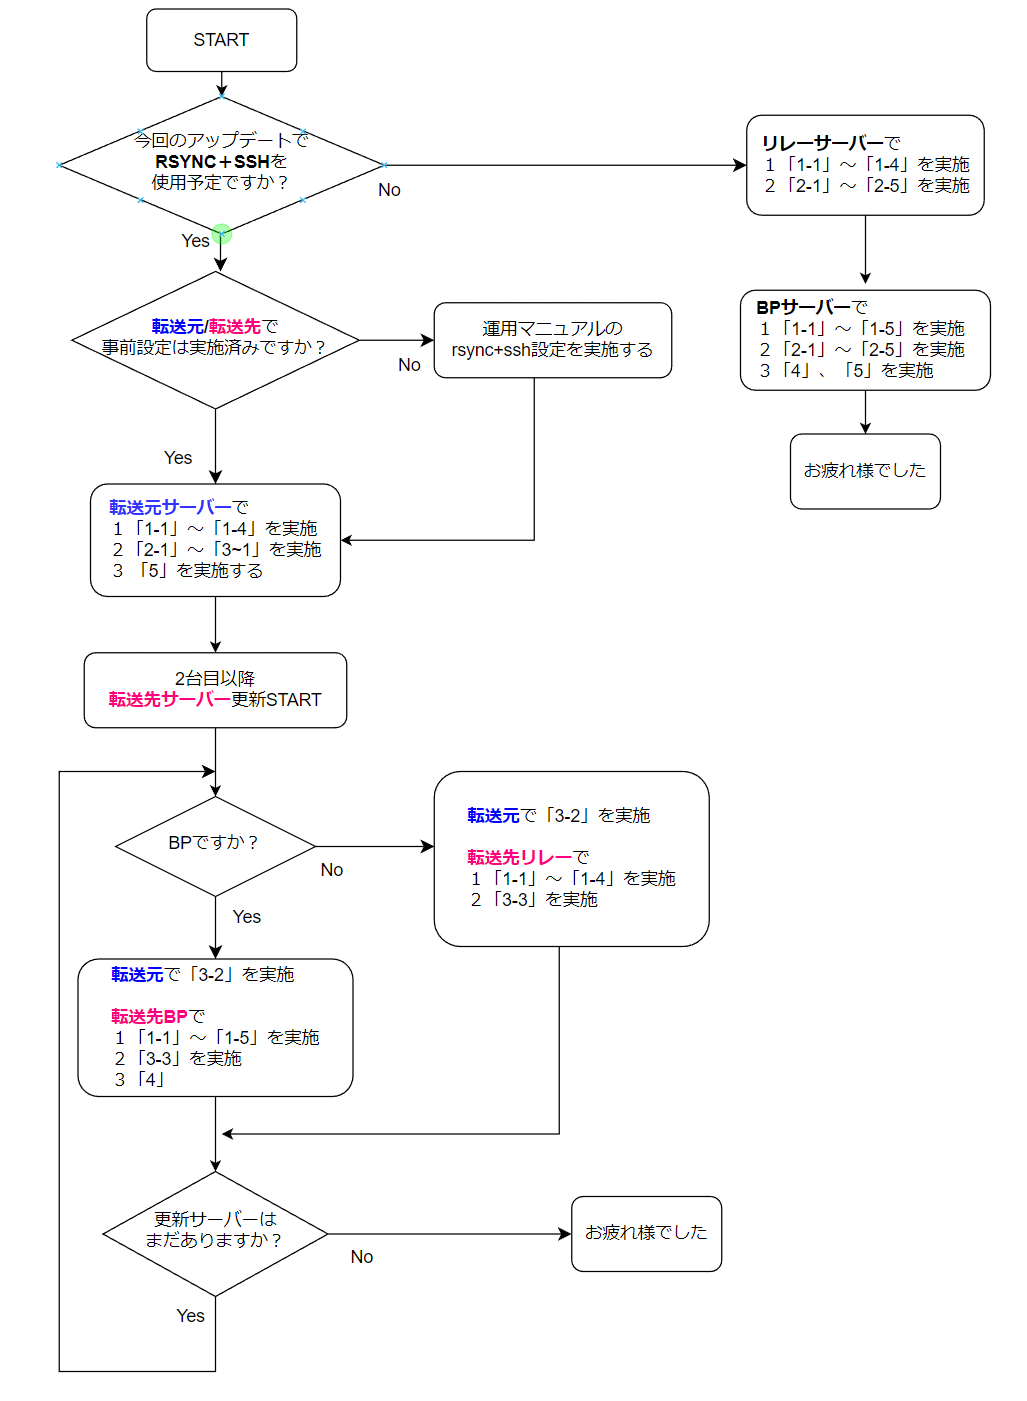 START
今回のアップデートで
RSYNC＋SSHを
使用予定ですか？
No
Yes
リレーサーバーで
１「1-1」～「1-4」を実施
２「2-1」～「2-5」を実施
BPサーバーで
１「1-1」～「1-5」を実施
２「2-1」～「2-5」を実施
３「4」、「5」を実施
お疲れ様でした
転送元/転送先で
事前設定は実施済みですか？
No
Yes
運用マニュアルの
rsync+ssh設定を実施する
転送元サーバーで
１「1-1」～「1-4」を実施
２「2-1」～「3~1」を実施
３ 「5」を実施する
2台目以降
転送先サーバー更新START
BPですか？
No
Yes
転送元で「3-2」を実施
転送先リレーで
１「1-1」～「1-4」を実施
２「3-3」を実施
転送元で「3-2」を実施
転送先BPで
１「1-1」～「1-5」を実施
２「3-3」を実施
３「4」
更新サーバーは
まだありますか？
No
Yes
お疲れ様でした